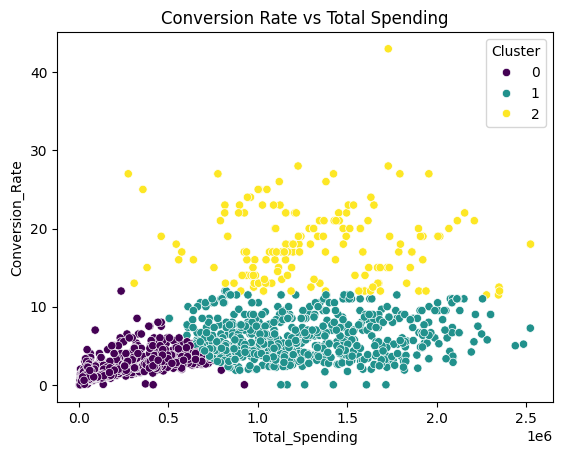 Conversion Rate vs Total Spending
Cluster
0
1
2
40
30
20
10
0
Conversion_Rate
0.0 0.5 1.0 1.5 2.0 2.5
1e6
Total_Spending